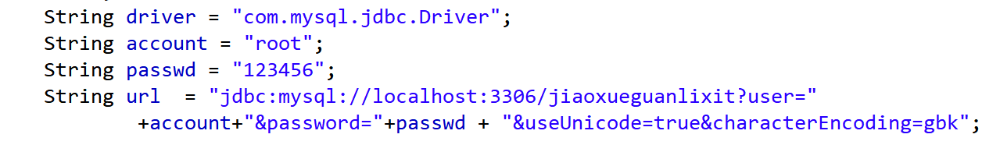 String driver = "com.mysql.jdbc.Driver";
String account = "root";
String passwd = "123456";
String url  = "jdbc:mysql://localhost:3306/jiaoxueguanlixit?user="
+account+"&password="+passwd + "&useUnicode=true&characterEncoding=gbk";